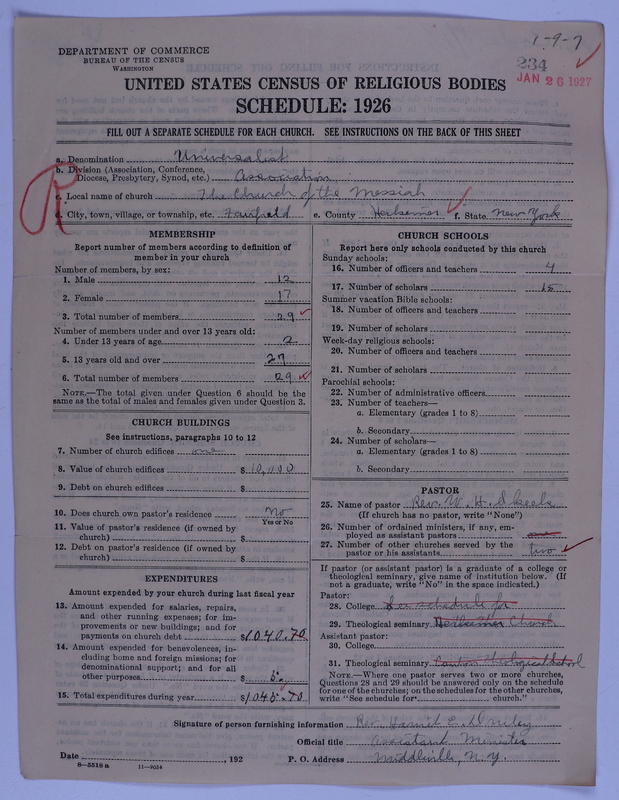 1-9-7
234
JAN 26 1927
DEPARTMENT OF COMMERCE
BUREAU OF THE CENSUS
WASHINGTON
UNITED STATES CENSUS OF RELIGIOUS BODIES
SCHEDULE: 1926
FILL OUT A SEPARATE SCHEDULE FOR EACH CHURCH. SEE INSTRUCTIONS ON THE BACK OF THIS SHEET
R
a. Denomination Universalist
b. Division (Association, Conference,
Diocese, Presbytery, Synod, etc.) Association
c. Local name of church The Church of the Messiah
d. City, town, village, or township, etc. Fairfield e. County Herkimer f. State New York
MEMBERSHIP
Report number of members according to definition of
member in your church
Number of members, by sex:
1. Male 12
2. Female 17
3. Total number of members 29
Number of members under and over 13 years old:
4. Under 13 years of age 2
5. 13 years old and over 27
6. Total number of members 29
NOTE.—The total given under Question 6 should be
same as the total of males and females given under Question 3.
CHURCH BUILDINGS
See instructions, paragraphs 10 to 12
7. Number of church edifices one
8. Value of church edifices $10,000
9. Debt on church edifices $
10. Does church own pastor's residence No
Yes or No
11. Value of pastor's residence (if owned by
church) $
12. Debt on pastor's residence (if owned by
church) $
EXPENDITURES
Amount expended by your church during last fiscal year
13. Amount expended for salaries, repairs,
and other running expenses; for im-
provements or new buildings; and for
payments on church debt $1040.70
14. Amount expended for benevolences, in-
cluding home and foreign missions; for
denominational support; and for all
other purposes $ 5.
15. Total expenditures during year $1045.70
CHURCH SCHOOLS
Report here only schools conducted by this church
Sunday schools:
16. Number of officers and teachers 4
17. Number of scholars 15
Summer vacation Bible schools:
18. Number of officers and teachers
19. Number of scholars
Week-day religious schools:
20. Number of officers and teachers
21. Number of scholars
Parochial schools:
22. Number of administrative officers
23. Number of teachers—
a. Elementary (grades 1 to 8)
b. Secondary
24. Number of scholars—
a. Elementary (grades 1 to 8)
b. Secondary
PASTOR
25. Name of pastor Rev. W. H. Skeels
(If church has no pastor, write "None")
26. Number of ordained ministers, if any, em-
ployed as assistant pastors one
27. Number of other churches served by the
pastor or his assistants two
If pastor (or assistant pastor) is a graduate of a college or
theological seminary, give name of institution below. (If
not a graduate, write "No" in the space indicated.)
Pastor:
28. College See schedule for
29. Theological seminary Herkimer Church
Assistant pastor:
30. College
31. Theological seminary Canton Theological School
NOTE.—Where one pastor serves two or more churches,
Questions 28 and 29 should be answered only on the schedule
for one of the churches; on the schedules for the other churches,
write "See schedule for church."
Signature of person furnishing information Rev. Harriet E.
Official title Assistant Minister
Date , 192 P. O. Address Middleville, N.Y.
8—5518 a 11—9034